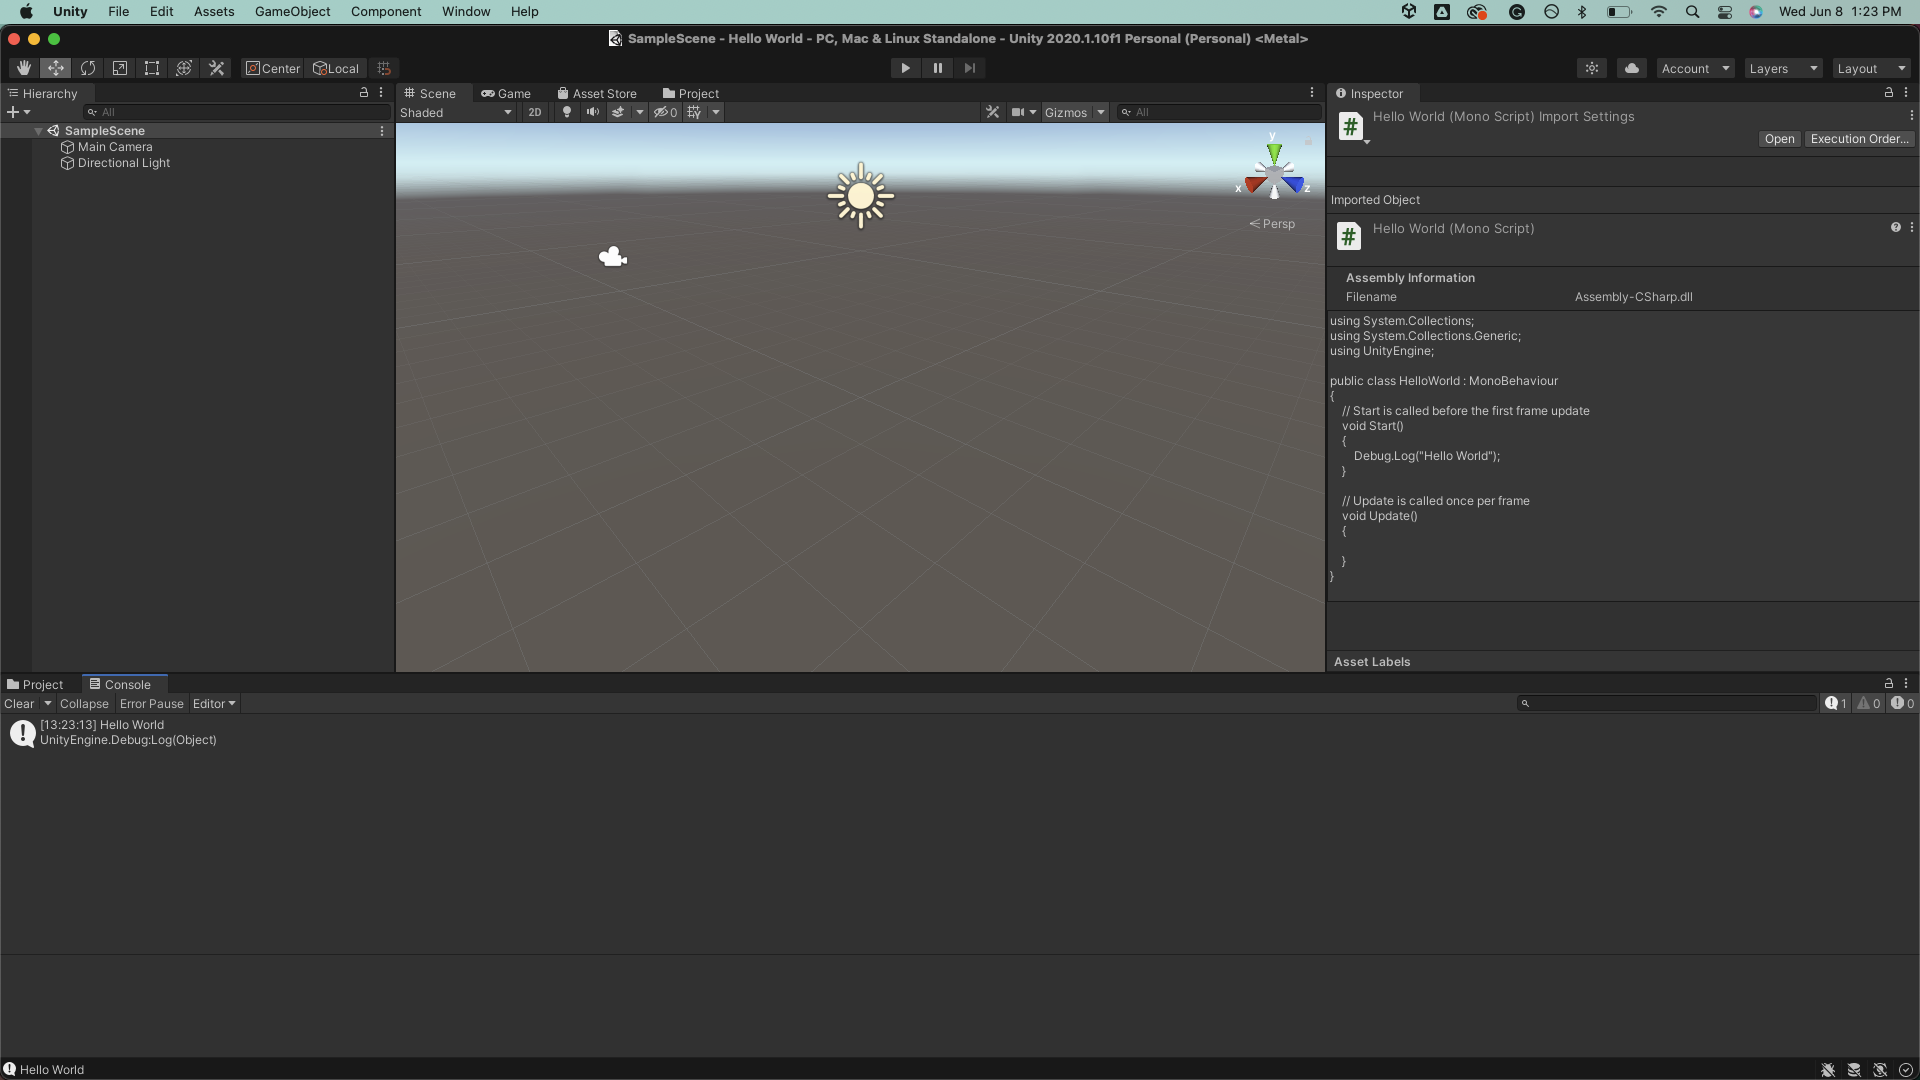 Unity File Edit Assets GameObject Component Window Help Wed Jun 8 1:23 PM
SampleScene - Hello World - PC, Mac & Linux Standalone - Unity 2020.1.10f1 Personal (Personal) <Metal>
Center Local Account Layers Layout
Hierarchy
All
SampleScene
Main Camera
Directional Light
Scene Game Asset Store Project
Shaded 2D 0 Gizmos All
y
x z
Persp
Inspector
Hello World (Mono Script) Import Settings
Open Execution Order...
Imported Object
Hello World (Mono Script)
Assembly Information
Filename Assembly-CSharp.dll
using System.Collections;
using System.Collections.Generic;
using UnityEngine;
public class HelloWorld : MonoBehaviour
{
// Start is called before the first frame update
void Start()
{
Debug.Log("Hello World");
}
// Update is called once per frame
void Update()
{
}
}
Asset Labels
Project Console
Clear Collapse Error Pause Editor 1 0 0
[13:23:13] Hello World
UnityEngine.Debug:Log(Object)
Hello World